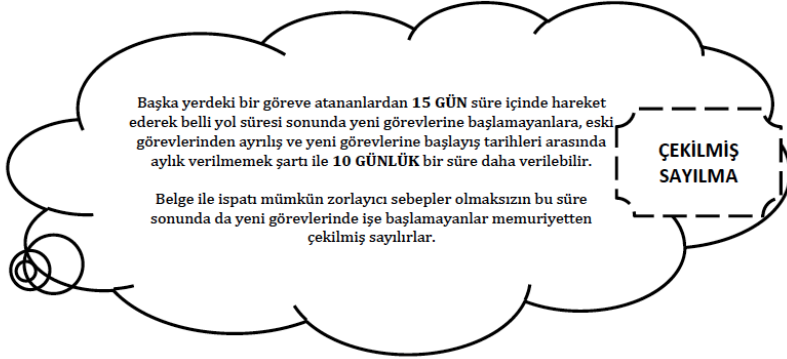 Başka yerdeki bir göreve atananlardan 15 GÜN süre içinde hareket
ederek belli yol süresi sonunda yeni görevlerine başlamayanlara, eski
görevlerinden ayrılış ve yeni görevlerine başlayış tarihleri arasında
aylık verilmemek şartı ile 10 GÜNLÜK bir süre daha verilebilir.
Belge ile ispatı mümkün zorlayıcı sebepler olmaksızın bu süre
sonunda da yeni görevlerinde işe başlamayanlar memuriyetten
çekilmiş sayılırlar.
ÇEKİLMİŞ
SAYILMA